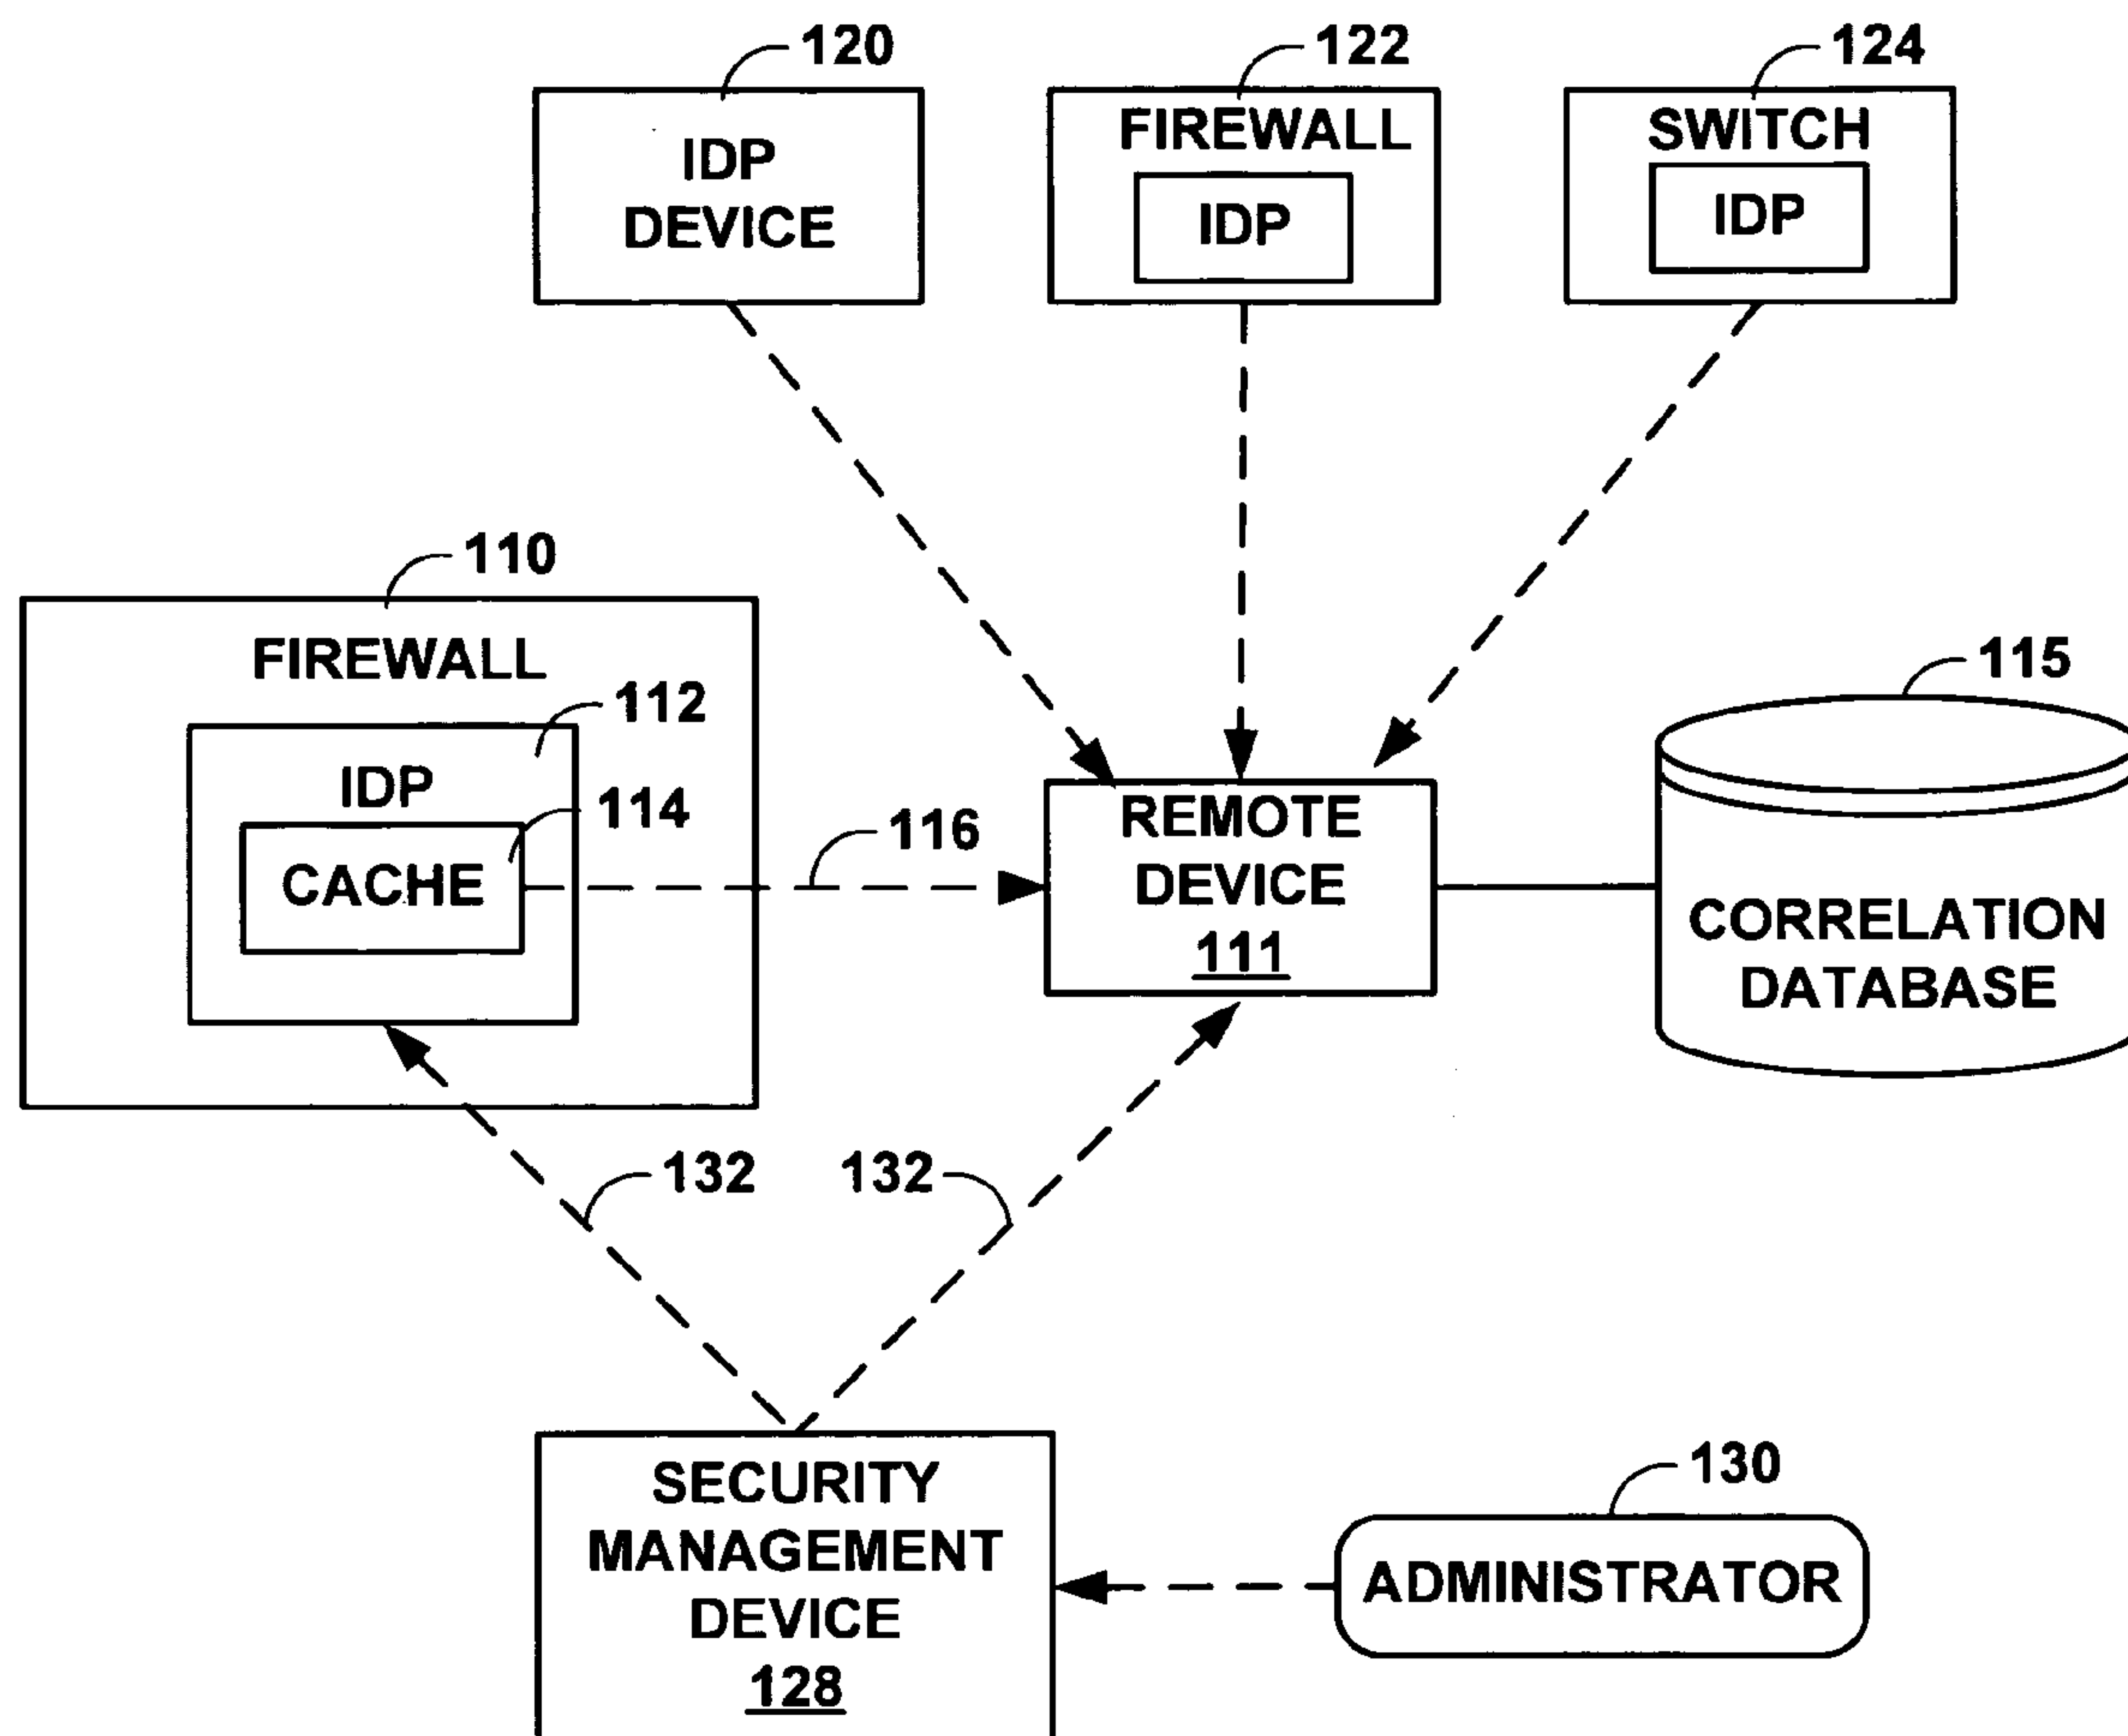 120
122
124
IDP
DEVICE
FIREWALL
IDP
SWITCH
IDP
110
FIREWALL
112
IDP
114
CACHE
116
REMOTE
DEVICE
111
115
CORRELATION
DATABASE
132
132
SECURITY
MANAGEMENT
DEVICE
128
130
ADMINISTRATOR